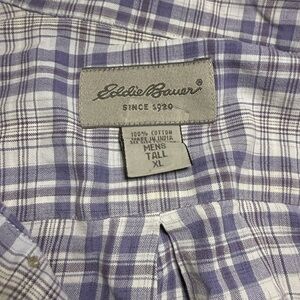 Eddie Bauer®
SINCE 1920
100% COTTON
MADE IN INDIA
MENS
TALL
XL